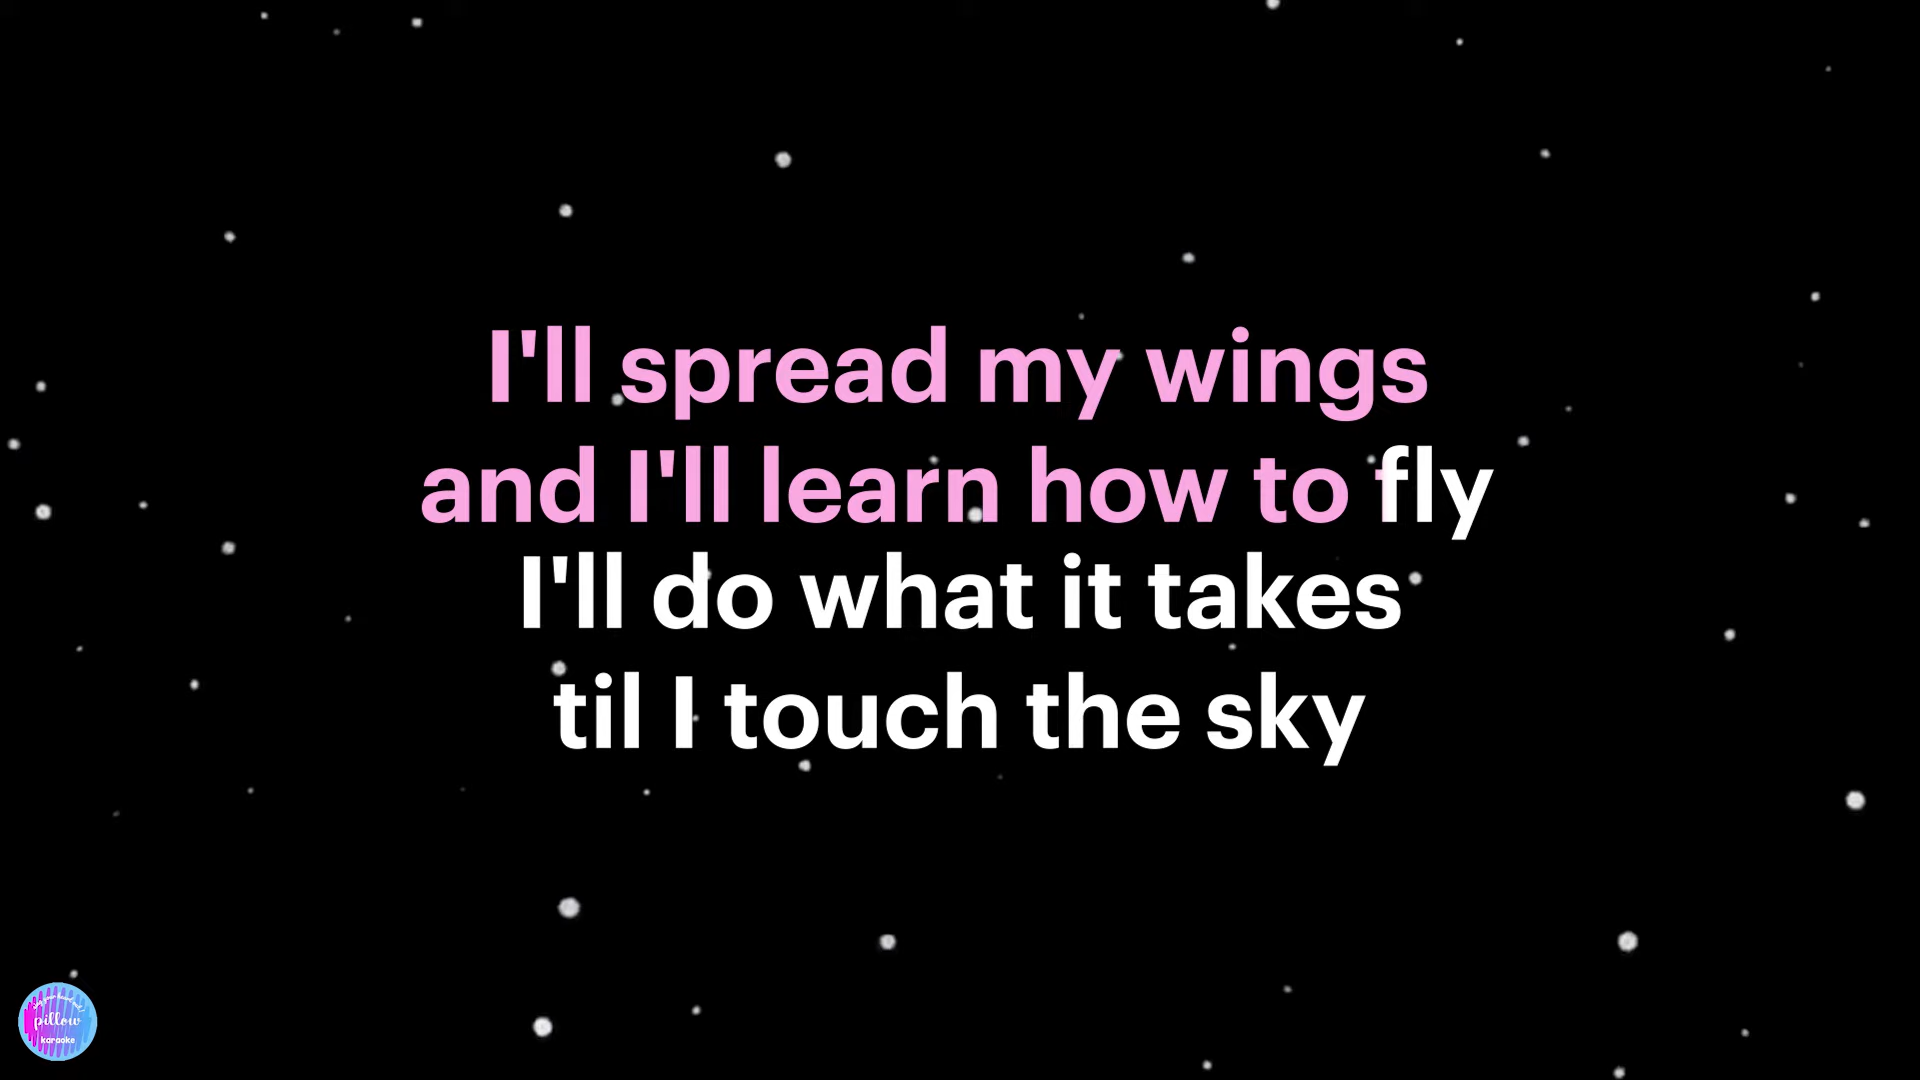 I'll spread my wings
and I'll learn how to fly
I'll do what it takes
til I touch the sky
pillow
karaoke